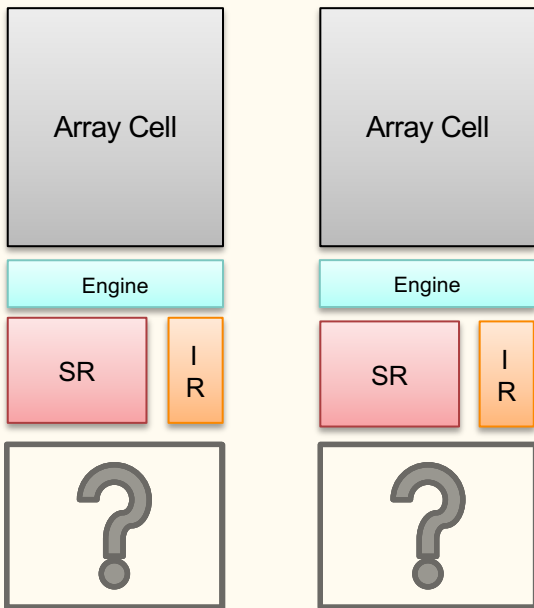 Array Cell
Array Cell
Engine
Engine
SR
I
R
SR
I
R
?
?